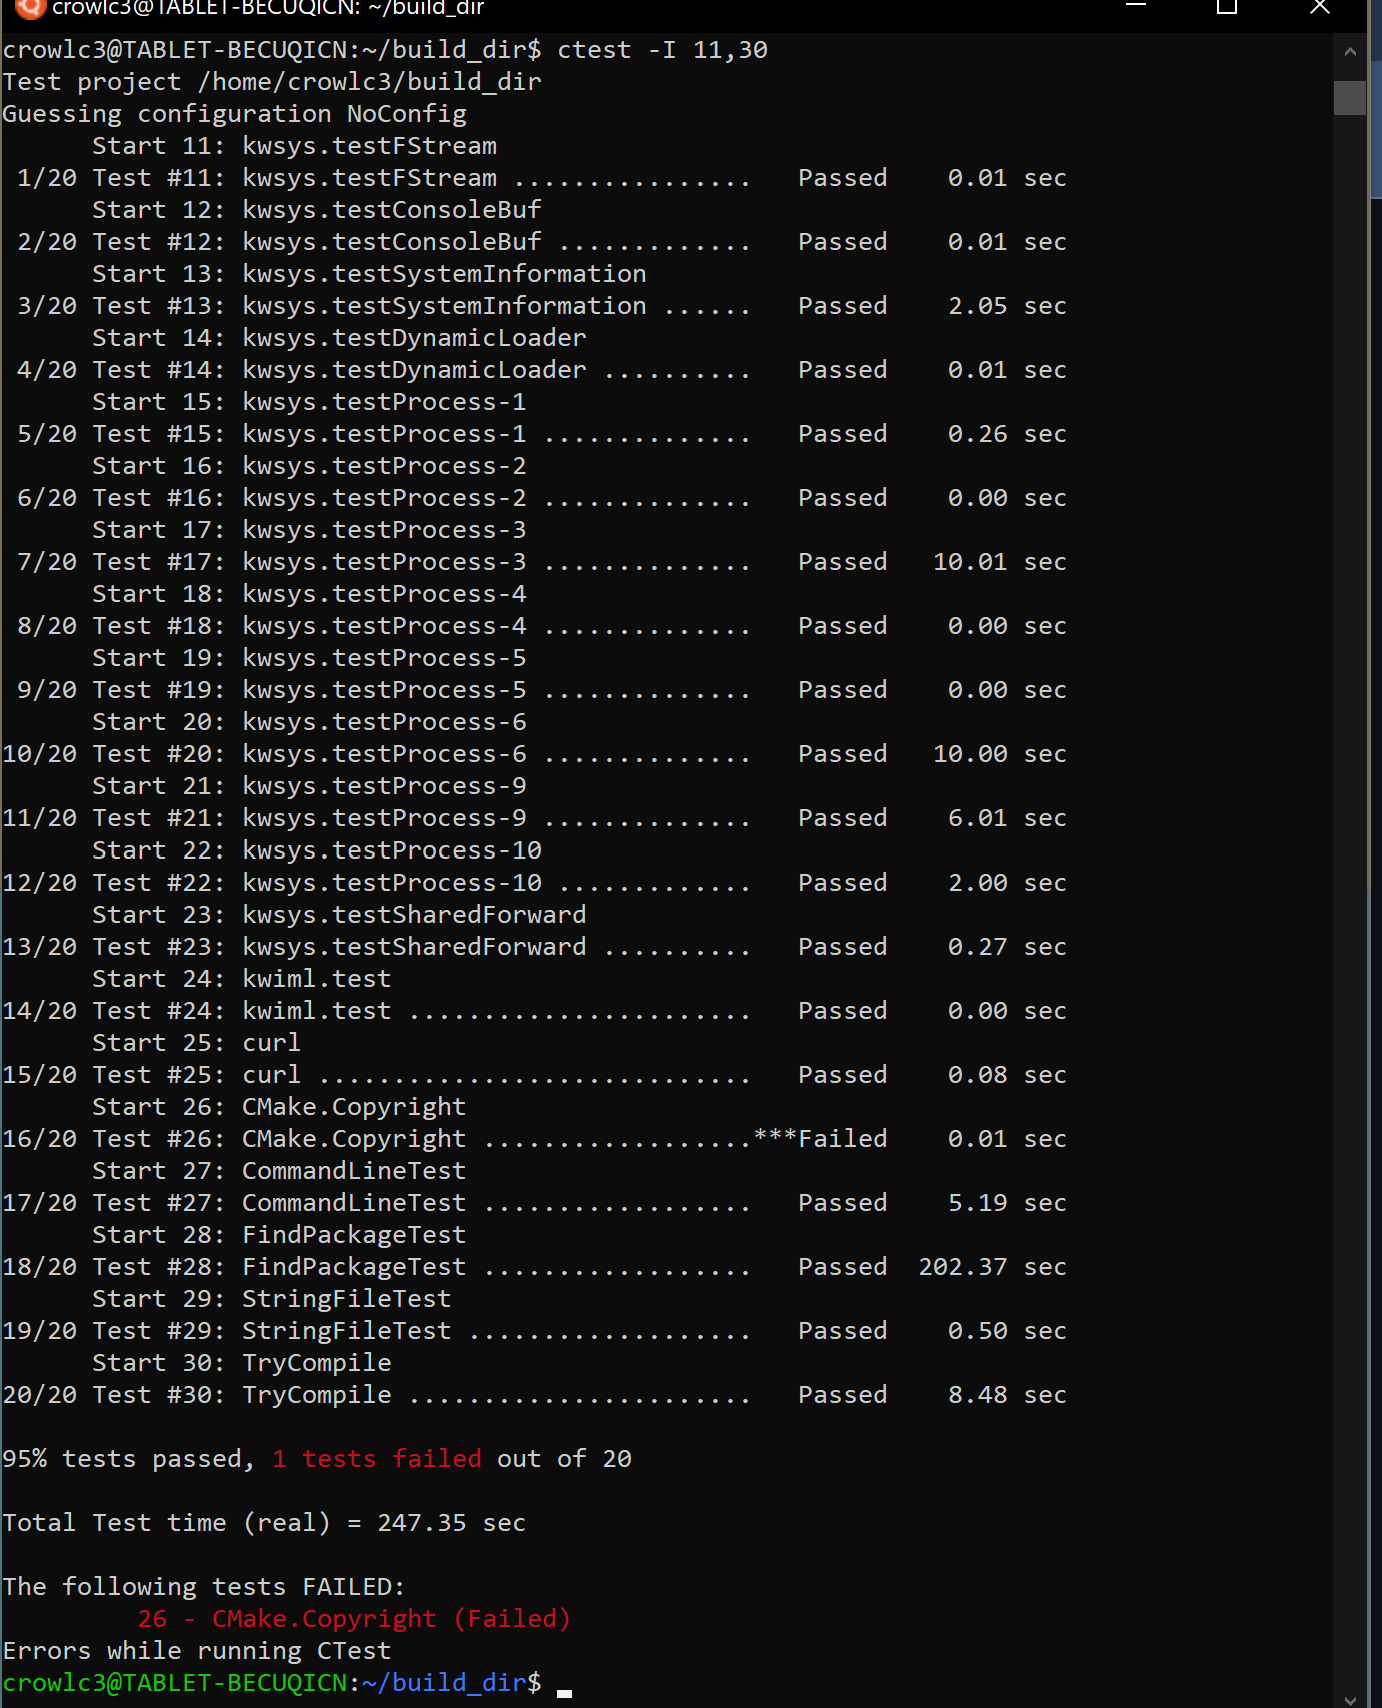 crowlc3@TABLET-BECUQICN: ~/build_dir
crowlc3@TABLET-BECUQICN:~/build_dir$ ctest -I 11,30
Test project /home/crowlc3/build_dir
Guessing configuration NoConfig
      Start 11: kwsys.testFStream
 1/20 Test #11: kwsys.testFStream ................   Passed    0.01 sec
      Start 12: kwsys.testConsoleBuf
 2/20 Test #12: kwsys.testConsoleBuf .............   Passed    0.01 sec
      Start 13: kwsys.testSystemInformation
 3/20 Test #13: kwsys.testSystemInformation ......   Passed    2.05 sec
      Start 14: kwsys.testDynamicLoader
 4/20 Test #14: kwsys.testDynamicLoader ..........   Passed    0.01 sec
      Start 15: kwsys.testProcess-1
 5/20 Test #15: kwsys.testProcess-1 ..............   Passed    0.26 sec
      Start 16: kwsys.testProcess-2
 6/20 Test #16: kwsys.testProcess-2 ..............   Passed    0.00 sec
      Start 17: kwsys.testProcess-3
 7/20 Test #17: kwsys.testProcess-3 ..............   Passed   10.01 sec
      Start 18: kwsys.testProcess-4
 8/20 Test #18: kwsys.testProcess-4 ..............   Passed    0.00 sec
      Start 19: kwsys.testProcess-5
 9/20 Test #19: kwsys.testProcess-5 ..............   Passed    0.00 sec
      Start 20: kwsys.testProcess-6
10/20 Test #20: kwsys.testProcess-6 ..............   Passed   10.00 sec
      Start 21: kwsys.testProcess-9
11/20 Test #21: kwsys.testProcess-9 ..............   Passed    6.01 sec
      Start 22: kwsys.testProcess-10
12/20 Test #22: kwsys.testProcess-10 .............   Passed    2.00 sec
      Start 23: kwsys.testSharedForward
13/20 Test #23: kwsys.testSharedForward ..........   Passed    0.27 sec
      Start 24: kwiml.test
14/20 Test #24: kwiml.test .......................   Passed    0.00 sec
      Start 25: curl
15/20 Test #25: curl .............................   Passed    0.08 sec
      Start 26: CMake.Copyright
16/20 Test #26: CMake.Copyright ..................***Failed    0.01 sec
      Start 27: CommandLineTest
17/20 Test #27: CommandLineTest ..................   Passed    5.19 sec
      Start 28: FindPackageTest
18/20 Test #28: FindPackageTest ..................   Passed  202.37 sec
      Start 29: StringFileTest
19/20 Test #29: StringFileTest ...................   Passed    0.50 sec
      Start 30: TryCompile
20/20 Test #30: TryCompile .......................   Passed    8.48 sec

95% tests passed, 1 tests failed out of 20

Total Test time (real) = 247.35 sec

The following tests FAILED:
         26 - CMake.Copyright (Failed)
Errors while running CTest
crowlc3@TABLET-BECUQICN:~/build_dir$